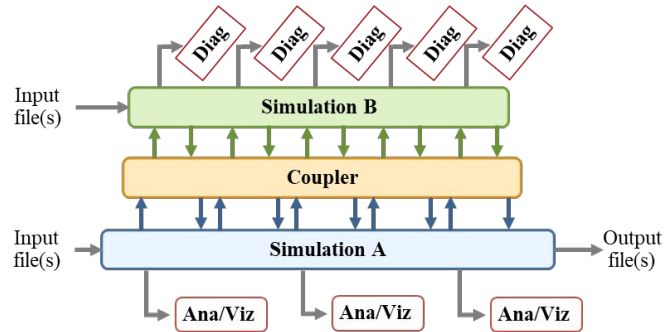 Diag
Diag
Diag
Diag
Diag
Input
file(s)
Simulation B
Coupler
Input
file(s)
Simulation A
Output
file(s)
Ana/Viz
Ana/Viz
Ana/Viz